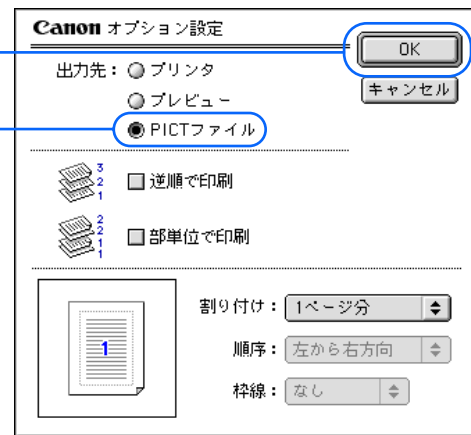 Canon オプション設定
OK
出力先： プリンタ
キャンセル
プレビュー
PICTファイル
3
2
1
逆順で印刷
2
2
1
1
部単位で印刷
1
割り付け： 1ページ分
順序： 左から右方向
枠線： なし